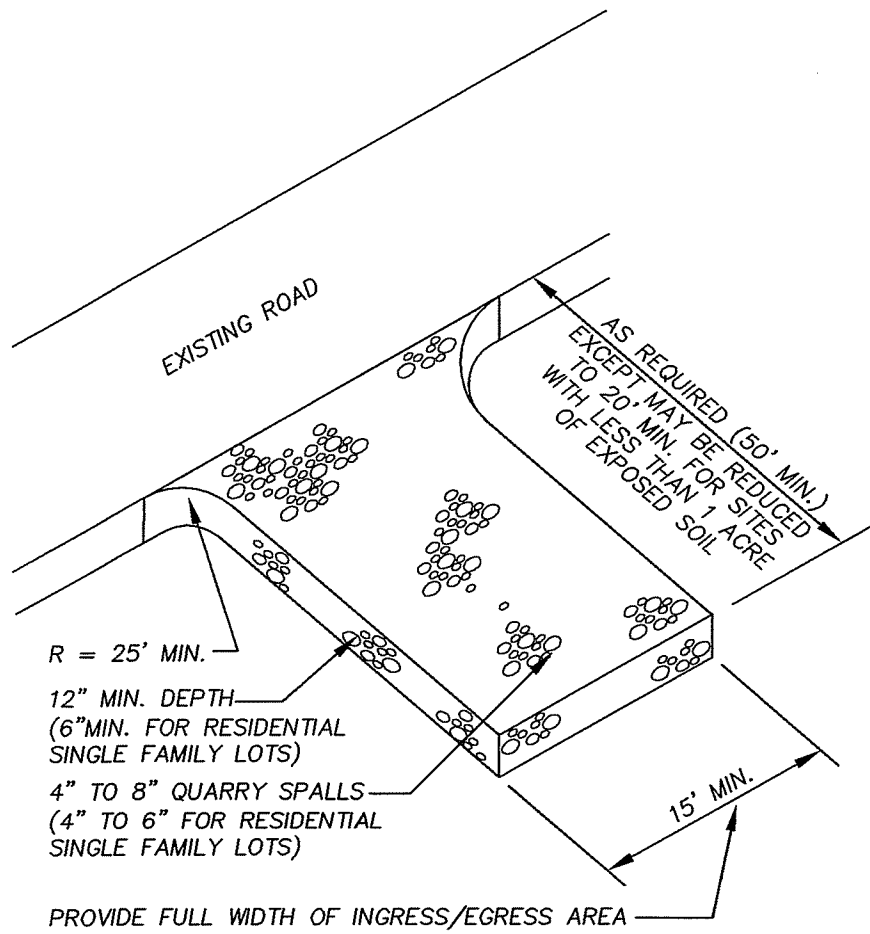 EXISTING ROAD
AS REQUIRED (50' MIN.)
EXCEPT MAY BE REDUCED
TO 20' MIN. FOR SITES
WITH LESS THAN 1 ACRE
OF EXPOSED SOIL
R = 25' MIN.
12" MIN. DEPTH
(6"MIN. FOR RESIDENTIAL
SINGLE FAMILY LOTS)
4" TO 8" QUARRY SPALLS
(4" TO 6" FOR RESIDENTIAL
SINGLE FAMILY LOTS)
15' MIN.
PROVIDE FULL WIDTH OF INGRESS/EGRESS AREA